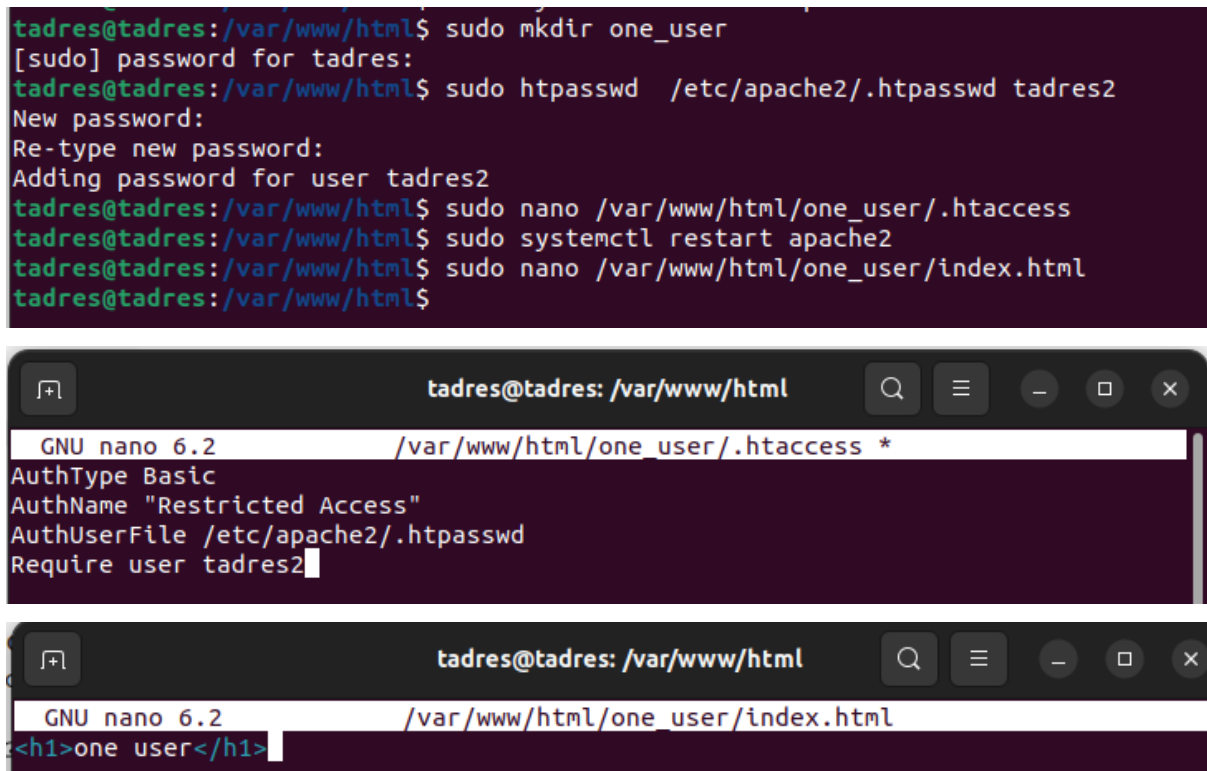 tadres@tadres:/var/www/html$ sudo mkdir one_user
[sudo] password for tadres:
tadres@tadres:/var/www/html$ sudo htpasswd  /etc/apache2/.htpasswd tadres2
New password:
Re-type new password:
Adding password for user tadres2
tadres@tadres:/var/www/html$ sudo nano /var/www/html/one_user/.htaccess
tadres@tadres:/var/www/html$ sudo systemctl restart apache2
tadres@tadres:/var/www/html$ sudo nano /var/www/html/one_user/index.html
tadres@tadres:/var/www/html$
tadres@tadres: /var/www/html
GNU nano 6.2 /var/www/html/one_user/.htaccess *
AuthType Basic
AuthName "Restricted Access"
AuthUserFile /etc/apache2/.htpasswd
Require user tadres2
tadres@tadres: /var/www/html
GNU nano 6.2 /var/www/html/one_user/index.html
<h1>one user</h1>